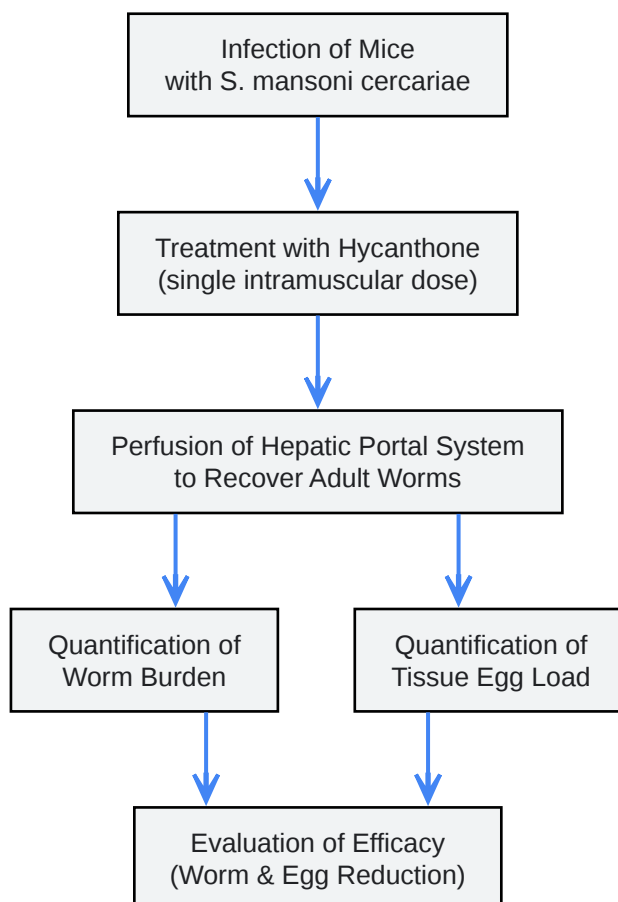 Infection of Mice
with S. mansoni cercariae
Treatment with Hycanthone
(single intramuscular dose)
Perfusion of Hepatic Portal System
to Recover Adult Worms
Quantification of
Worm Burden
Quantification of
Tissue Egg Load
Evaluation of Efficacy
(Worm & Egg Reduction)